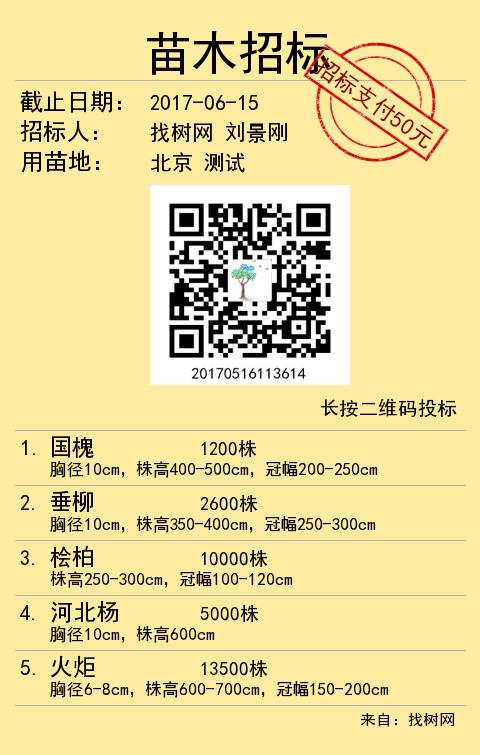 苗木招标
招标支付50元
截止日期： 2017-06-15
招标人： 找树网 刘景刚
用苗地： 北京 测试
20170516113614
长按二维码投标
1. 国槐 1200株
胸径10cm，株高400-500cm，冠幅200-250cm
2. 垂柳 2600株
胸径10cm，株高350-400cm，冠幅250-300cm
3. 桧柏 10000株
株高250-300cm，冠幅100-120cm
4. 河北杨 5000株
胸径10cm，株高600cm
5. 火炬 13500株
胸径6-8cm，株高600-700cm，冠幅150-200cm
来自：找树网